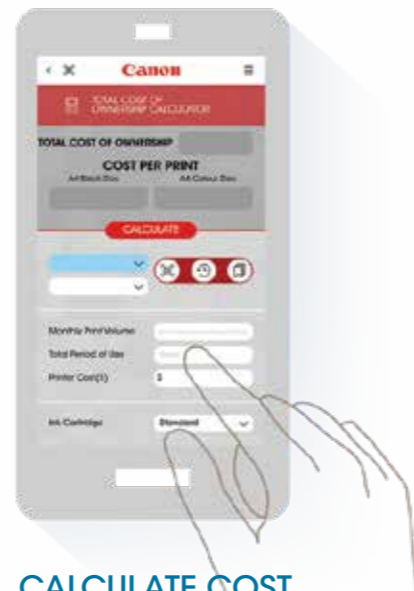 Canon
TOTAL COST OF
OWNERSHIP CALCULATOR
TOTAL COST OF OWNERSHIP
COST PER PRINT
A4 Black Doc A4 Colour Doc
CALCULATE
Monthly Print Volume
Total Period of Use
Printer Cost($)
$
Ink Cartridge Standard
CALCULATE COST